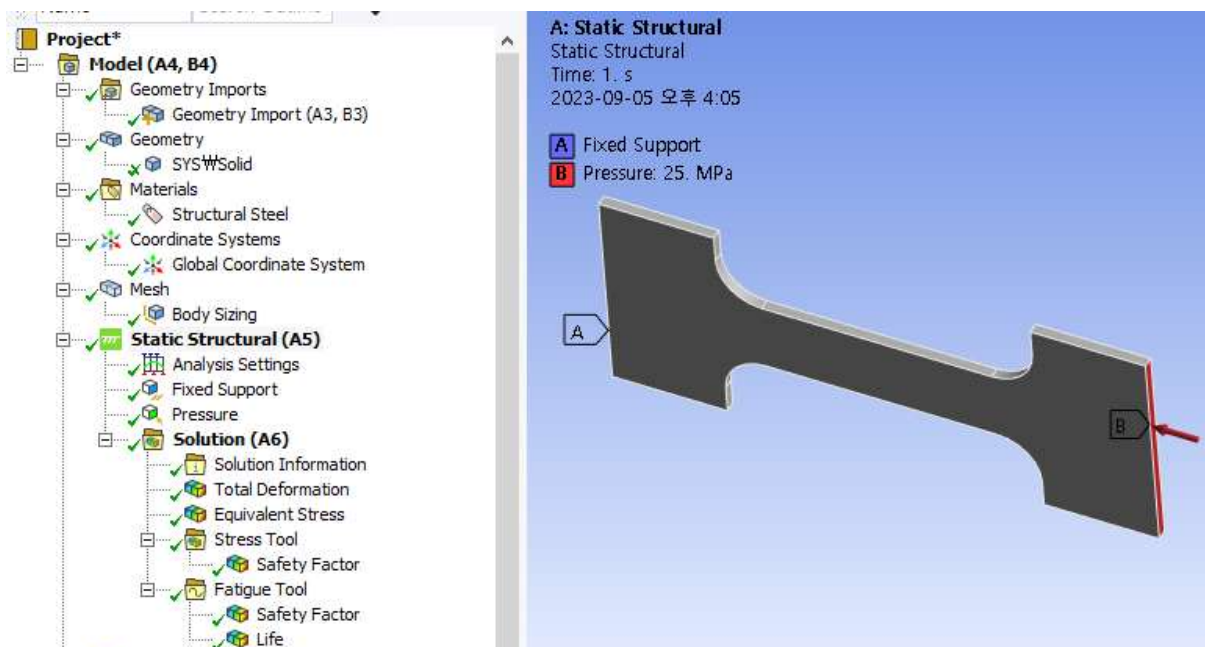 Project*
Model (A4, B4)
Geometry Imports
Geometry Import (A3, B3)
Geometry
SYS₩Solid
Materials
Structural Steel
Coordinate Systems
Global Coordinate System
Mesh
Body Sizing
Static Structural (A5)
Analysis Settings
Fixed Support
Pressure
Solution (A6)
Solution Information
Total Deformation
Equivalent Stress
Stress Tool
Safety Factor
Fatigue Tool
Safety Factor
Life
A: Static Structural
Static Structural
Time: 1. s
2023-09-05 오후 4:05
A Fixed Support
B Pressure: 25. MPa
A
B